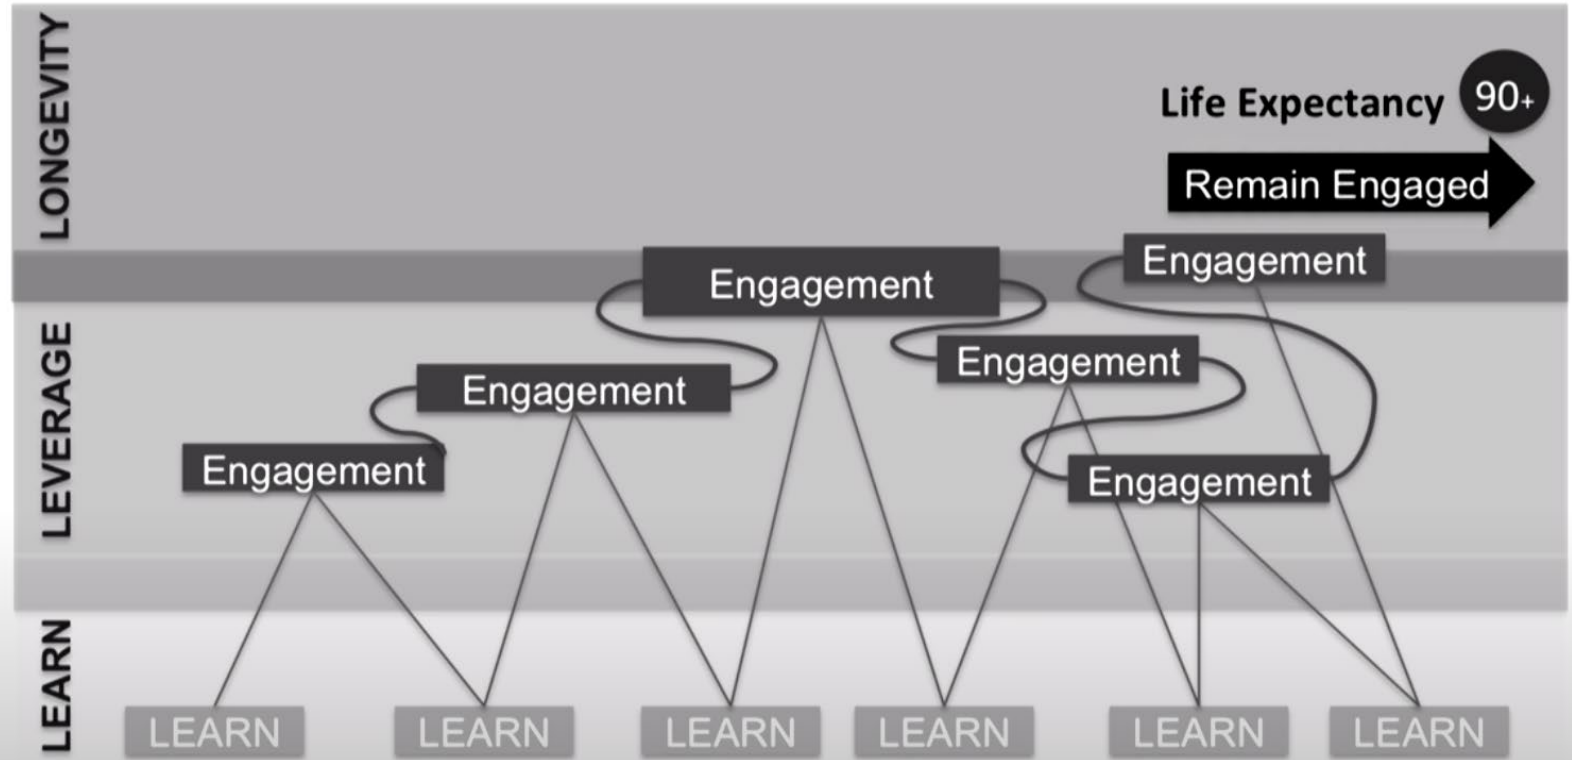 LONGEVITY
Life Expectancy 90+
Remain Engaged
Engagement
Engagement
LEVERAGE
Engagement
Engagement
Engagement
Engagement
LEARN
LEARN LEARN LEARN LEARN LEARN LEARN